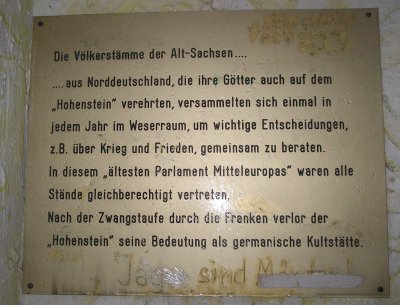 Die Völkerstämme der Alt-Sachsen....
....aus Norddeutschland, die ihre Götter auch auf dem
„Hohenstein" verehrten, versammelten sich einmal in
jedem Jahr im Weserraum, um wichtige Entscheidungen,
z.B. über Krieg und Frieden, gemeinsam zu beraten.
In diesem „ältesten Parlament Mitteleuropas" waren alle
Stände gleichberechtigt vertreten.
Nach der Zwangstaufe durch die Franken verlor der
„Hohenstein" seine Bedeutung als germanische Kultstätte.
Jäger sind